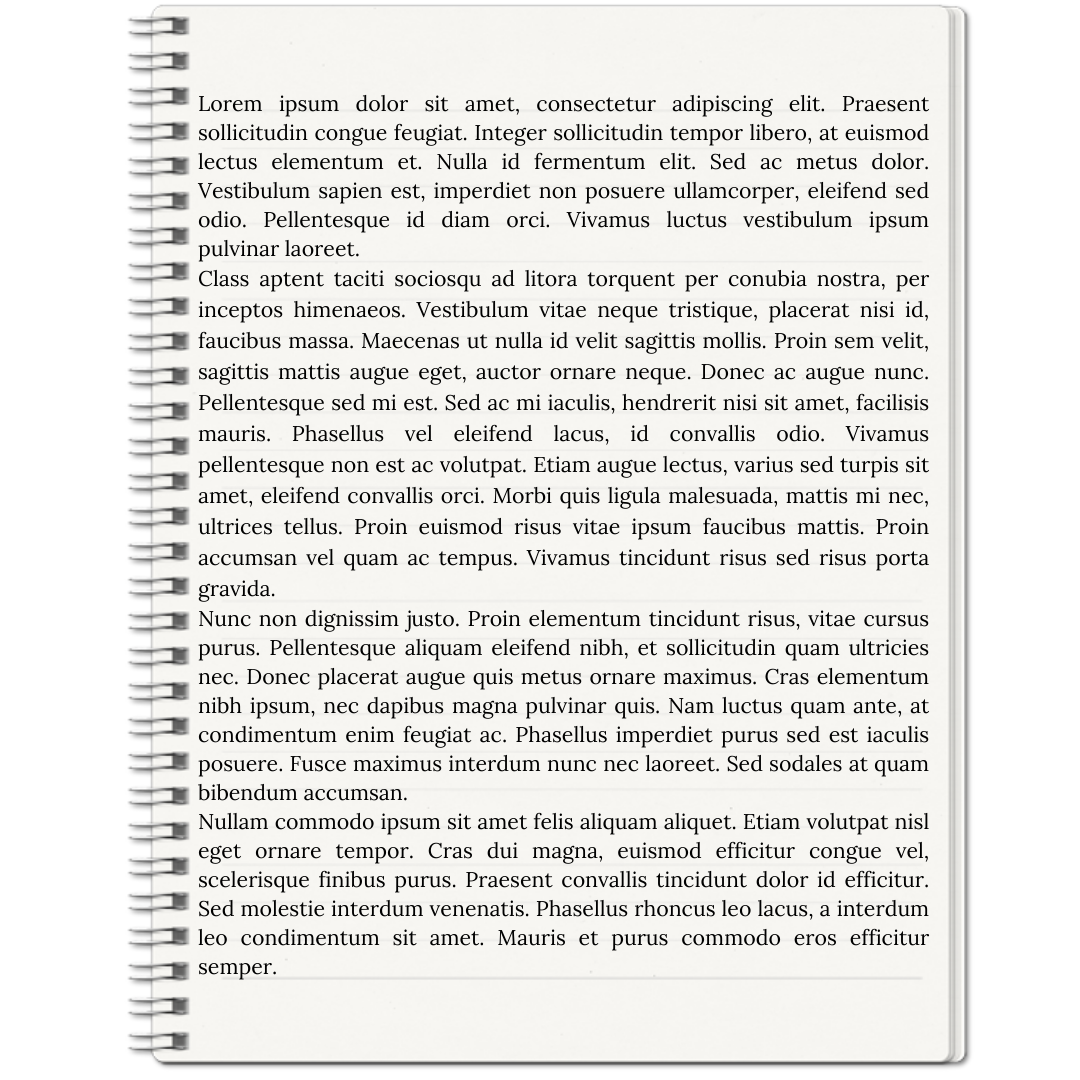 Lorem ipsum dolor sit amet, consectetur adipiscing elit. Praesent
sollicitudin congue feugiat. Integer sollicitudin tempor libero, at euismod
lectus elementum et. Nulla id fermentum elit. Sed ac metus dolor.
Vestibulum sapien est, imperdiet non posuere ullamcorper, eleifend sed
odio. Pellentesque id diam orci. Vivamus luctus vestibulum ipsum
pulvinar laoreet.
Class aptent taciti sociosqu ad litora torquent per conubia nostra, per
inceptos himenaeos. Vestibulum vitae neque tristique, placerat nisi id,
faucibus massa. Maecenas ut nulla id velit sagittis mollis. Proin sem velit,
sagittis mattis augue eget, auctor ornare neque. Donec ac augue nunc.
Pellentesque sed mi est. Sed ac mi iaculis, hendrerit nisi sit amet, facilisis
mauris. Phasellus vel eleifend lacus, id convallis odio. Vivamus
pellentesque non est ac volutpat. Etiam augue lectus, varius sed turpis sit
amet, eleifend convallis orci. Morbi quis ligula malesuada, mattis mi nec,
ultrices tellus. Proin euismod risus vitae ipsum faucibus mattis. Proin
accumsan vel quam ac tempus. Vivamus tincidunt risus sed risus porta
gravida.
Nunc non dignissim justo. Proin elementum tincidunt risus, vitae cursus
purus. Pellentesque aliquam eleifend nibh, et sollicitudin quam ultricies
nec. Donec placerat augue quis metus ornare maximus. Cras elementum
nibh ipsum, nec dapibus magna pulvinar quis. Nam luctus quam ante, at
condimentum enim feugiat ac. Phasellus imperdiet purus sed est iaculis
posuere. Fusce maximus interdum nunc nec laoreet. Sed sodales at quam
bibendum accumsan.
Nullam commodo ipsum sit amet felis aliquam aliquet. Etiam volutpat nisl
eget ornare tempor. Cras dui magna, euismod efficitur congue vel,
scelerisque finibus purus. Praesent convallis tincidunt dolor id efficitur.
Sed molestie interdum venenatis. Phasellus rhoncus leo lacus, a interdum
leo condimentum sit amet. Mauris et purus commodo eros efficitur
semper.